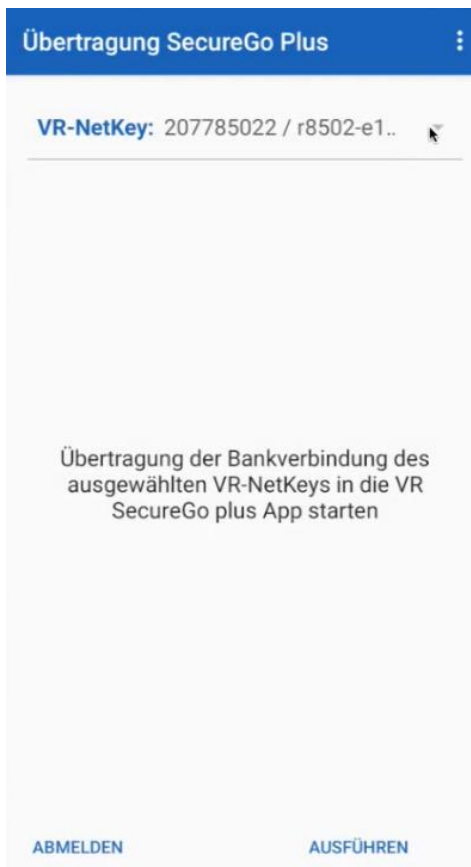 Übertragung SecureGo Plus
VR-NetKey: 207785022 / r8502-e1..
Übertragung der Bankverbindung des
ausgewählten VR-NetKeys in die VR
SecureGo plus App starten
ABMELDEN AUSFÜHREN